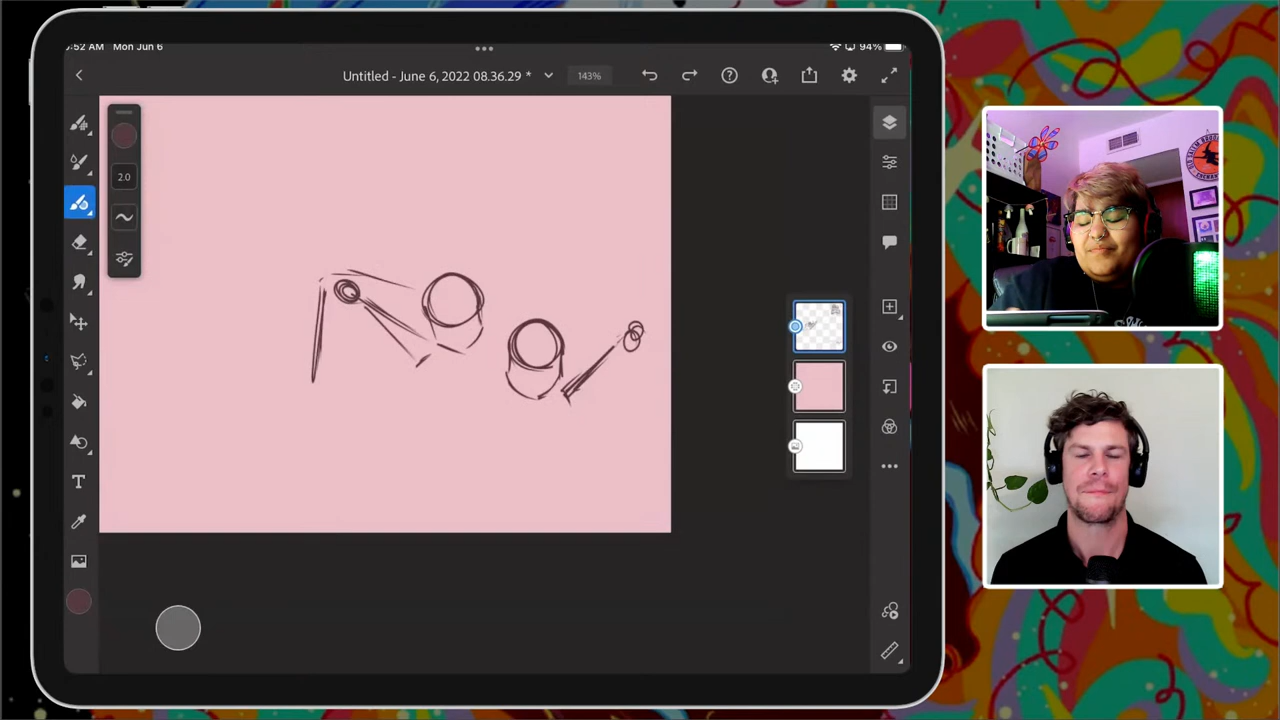 :52 AM Mon Jun 6
94%
Untitled - June 6, 2022 08.36.29 *
143%
2.0
T